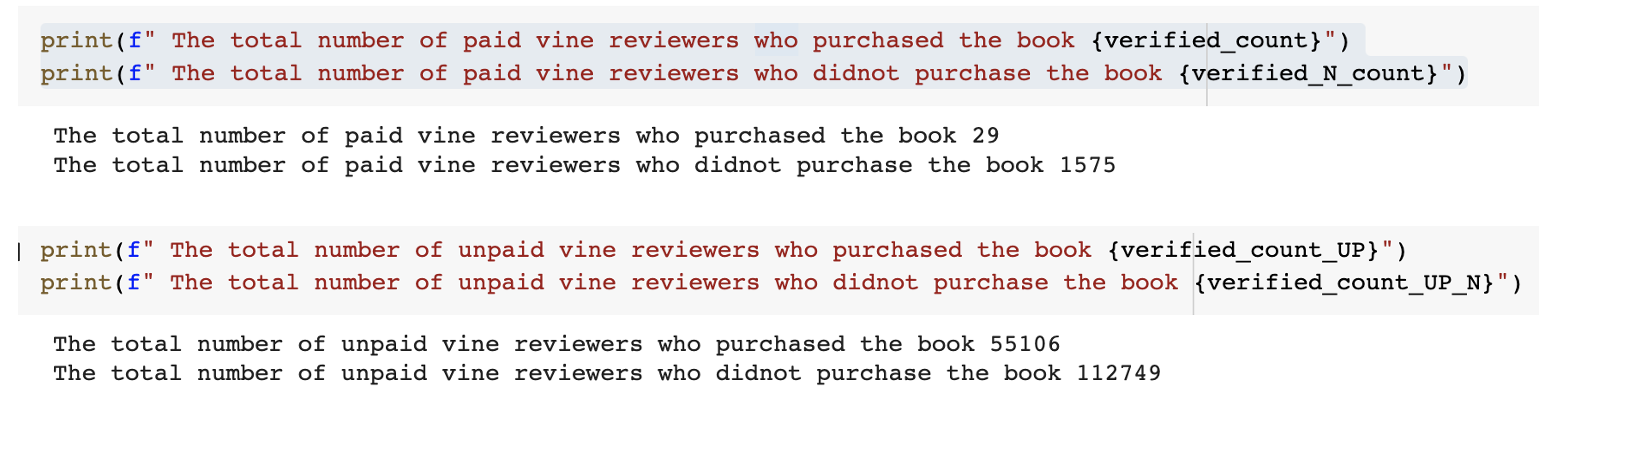 print(f" The total number of paid vine reviewers who purchased the book {verified_count}")
print(f" The total number of paid vine reviewers who didnot purchase the book {verified_N_count}")
The total number of paid vine reviewers who purchased the book 29
The total number of paid vine reviewers who didnot purchase the book 1575
print(f" The total number of unpaid vine reviewers who purchased the book {verified_count_UP}")
print(f" The total number of unpaid vine reviewers who didnot purchase the book {verified_count_UP_N}")
The total number of unpaid vine reviewers who purchased the book 55106
The total number of unpaid vine reviewers who didnot purchase the book 112749